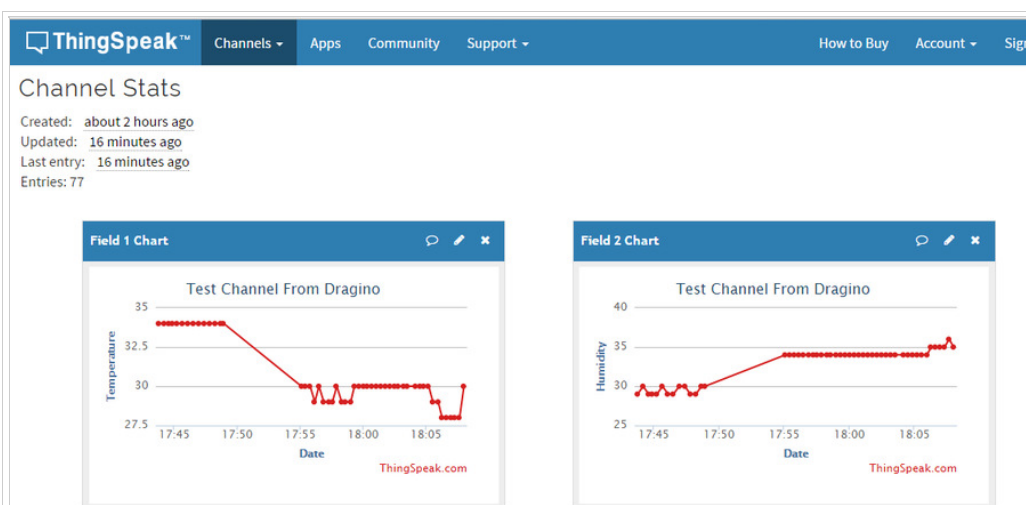 ThingSpeak™ Channels Apps Community Support How to Buy Account Sig
Channel Stats
Created: about 2 hours ago
Updated: 16 minutes ago
Last entry: 16 minutes ago
Entries: 77
Field 1 Chart
Test Channel From Dragino
35
32.5
30
27.5
Temperature
17:45 17:50 17:55 18:00 18:05
Date
ThingSpeak.com
Field 2 Chart
Test Channel From Dragino
40
35
30
25
Humidity
17:45 17:50 17:55 18:00 18:05
Date
ThingSpeak.com